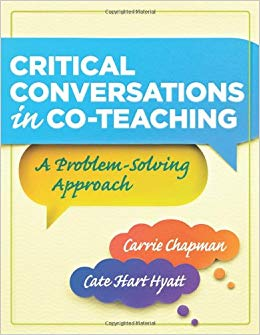 CRITICAL
CONVERSATIONS
in CO-TEACHING
A Problem-Solving
Approach
Carrie Chapman
Cate Hart Hyatt